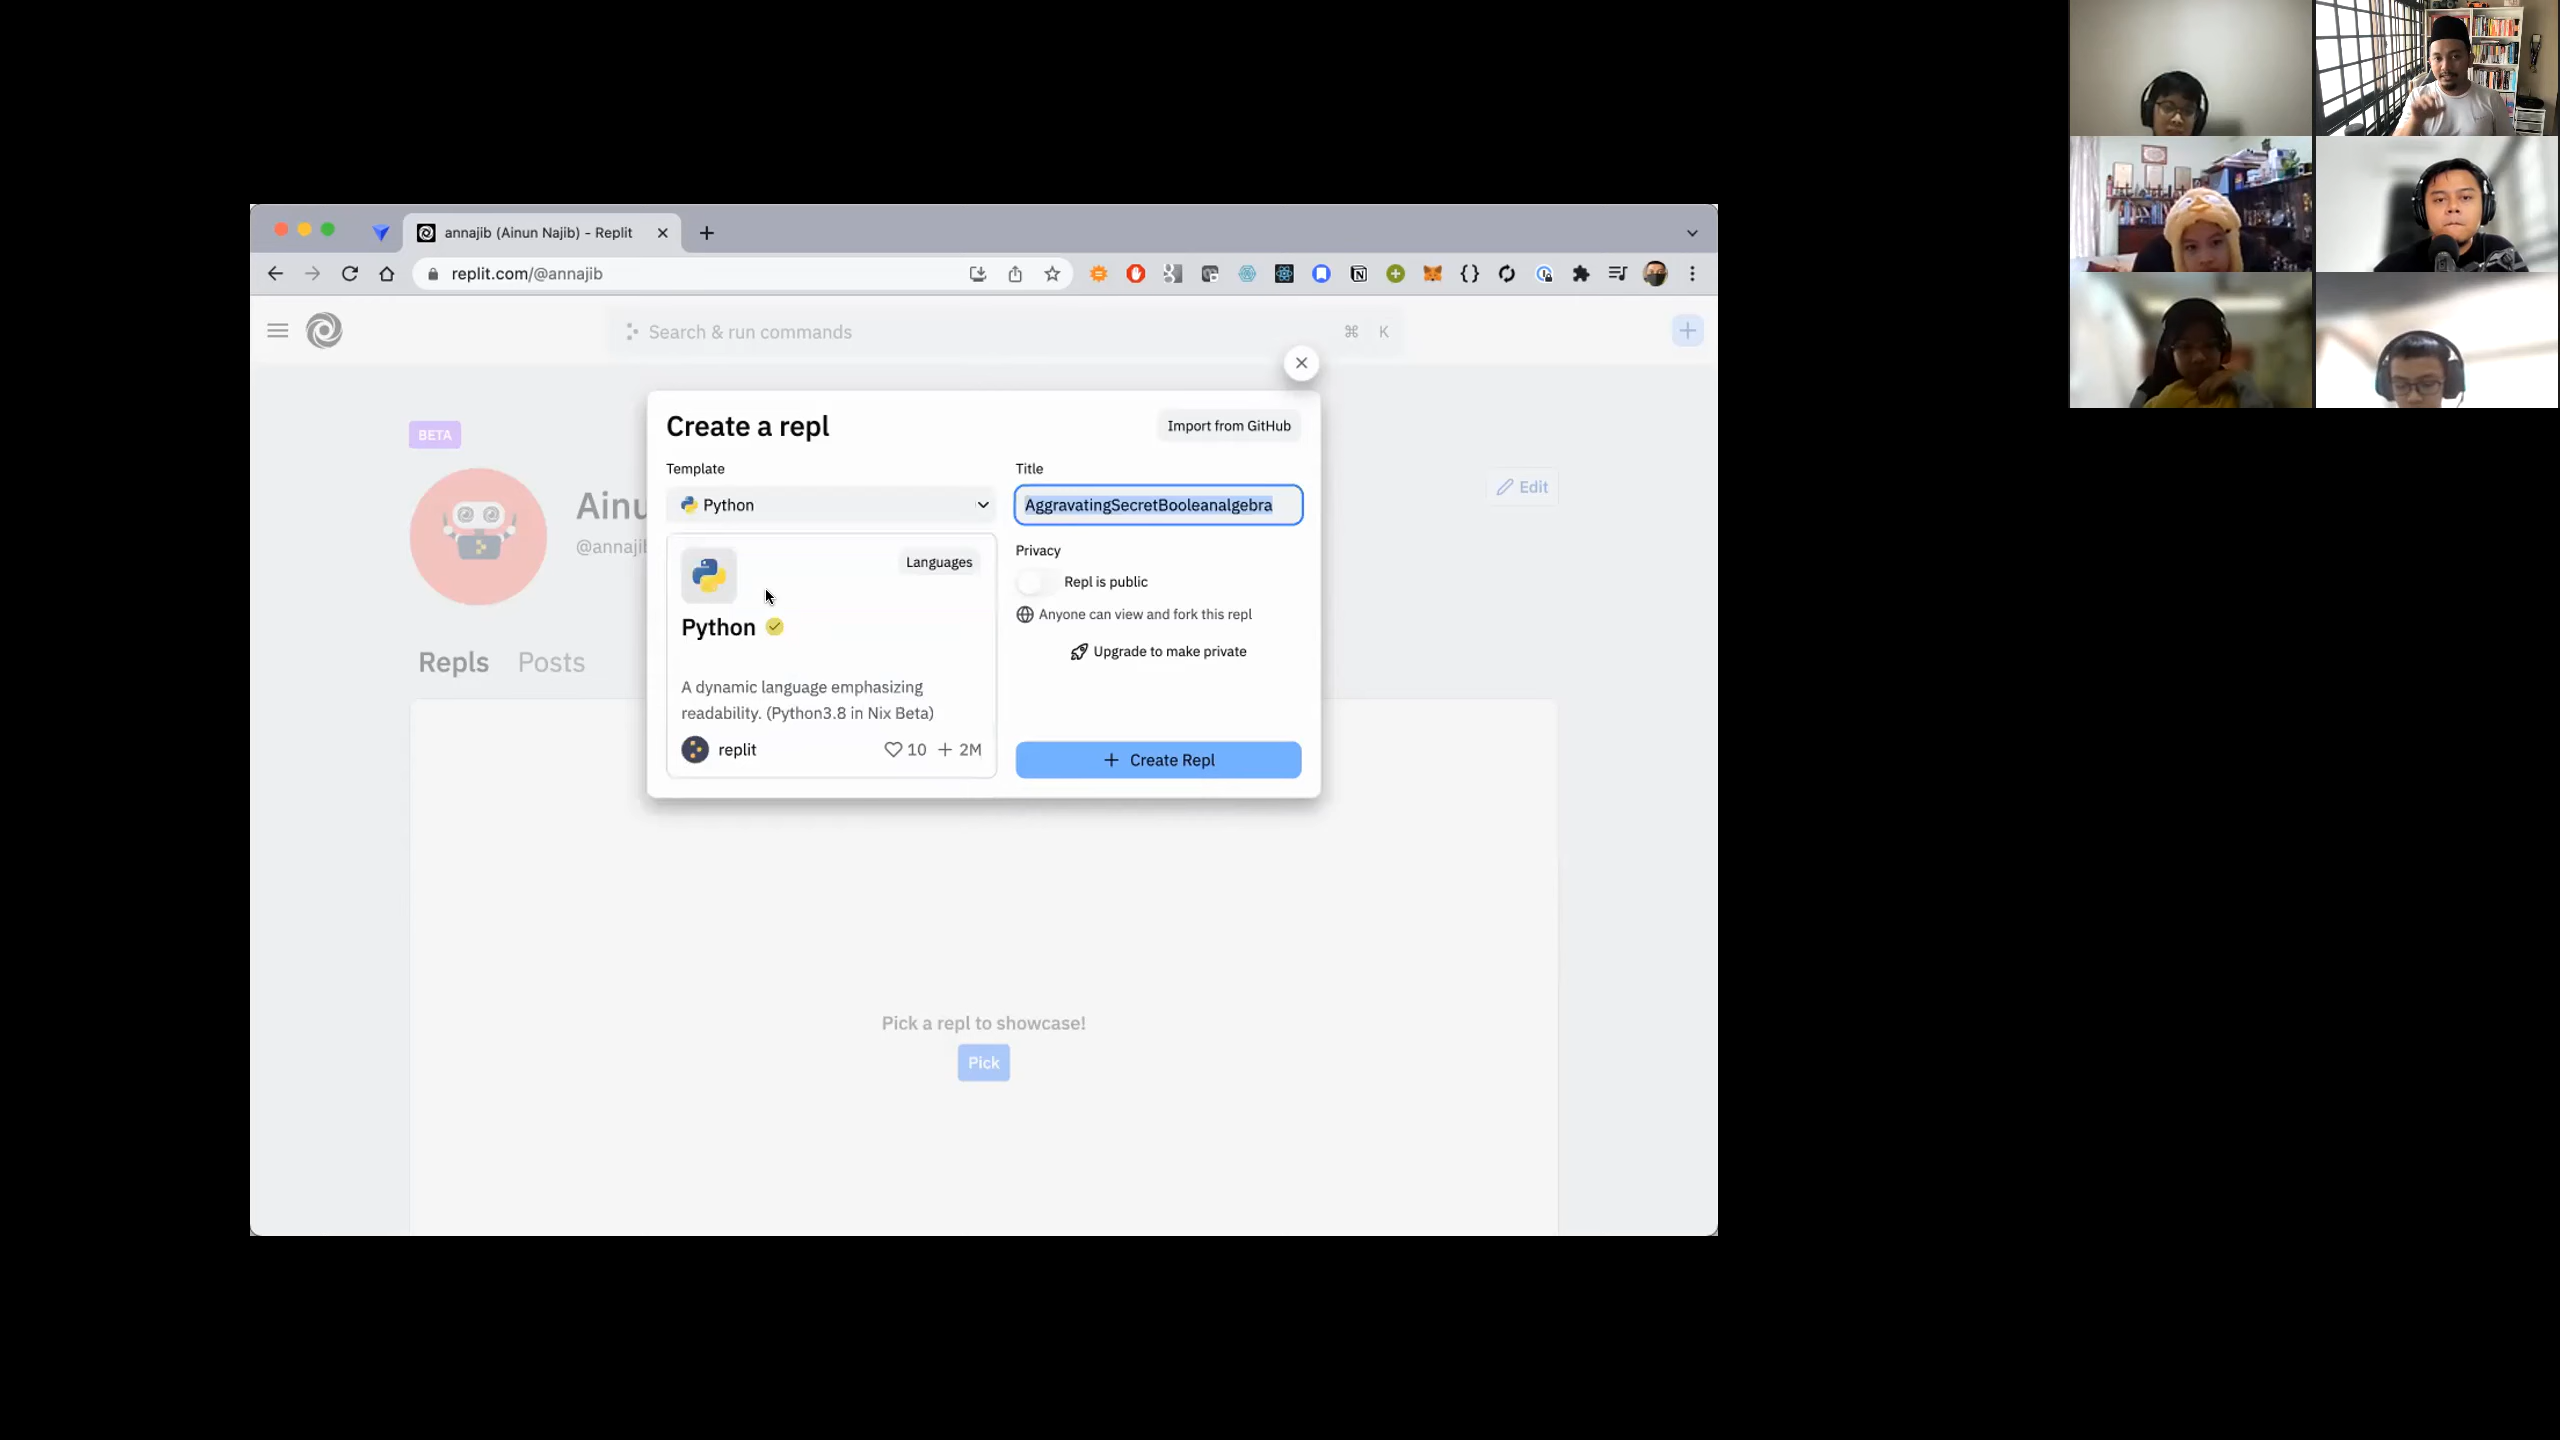 annajib (Ainun Najib) - Replit
replit.com/@annajib
Search & run commands
⌘ K
BETA
Create a repl
Import from GitHub
Template
Title
Python
AggravatingSecretBooleanalgebra
Edit
@annajib
Languages
Privacy
Repl is public
Anyone can view and fork this repl
Python
Upgrade to make private
Repls Posts
A dynamic language emphasizing
readability. (Python3.8 in Nix Beta)
replit
10
2M
Create Repl
Pick a repl to showcase!
Pick